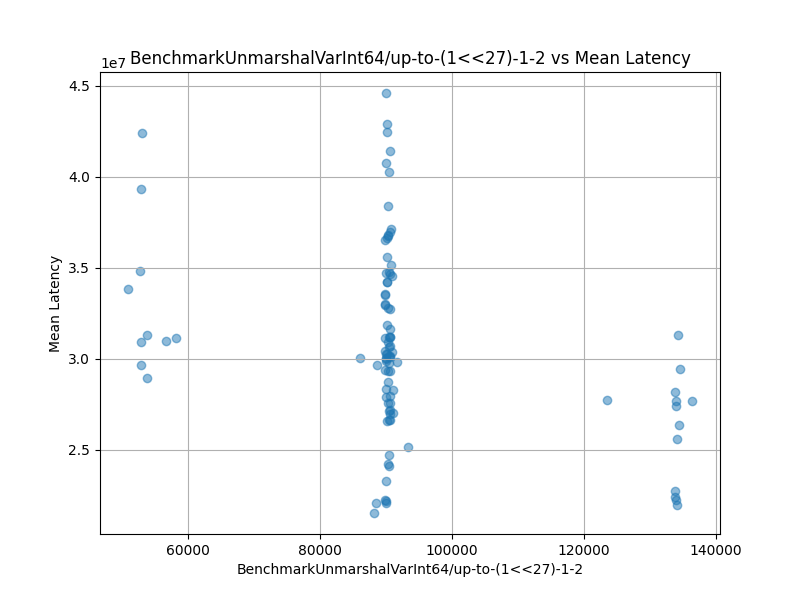 BenchmarkUnmarshalVarInt64/up-to-(1<<27)-1-2 vs Mean Latency
1e7
4.5
4.0
3.5
3.0
2.5
Mean Latency
60000 80000 100000 120000 140000
BenchmarkUnmarshalVarInt64/up-to-(1<<27)-1-2